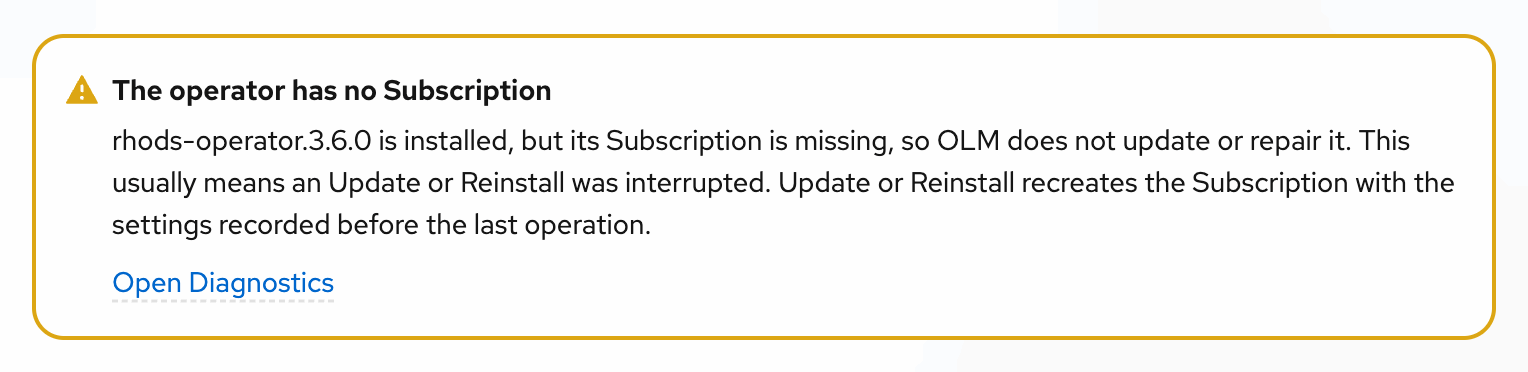 The operator has no Subscription
rhods-operator.3.6.0 is installed, but its Subscription is missing, so OLM does not update or repair it. This
usually means an Update or Reinstall was interrupted. Update or Reinstall recreates the Subscription with the
settings recorded before the last operation.
Open Diagnostics